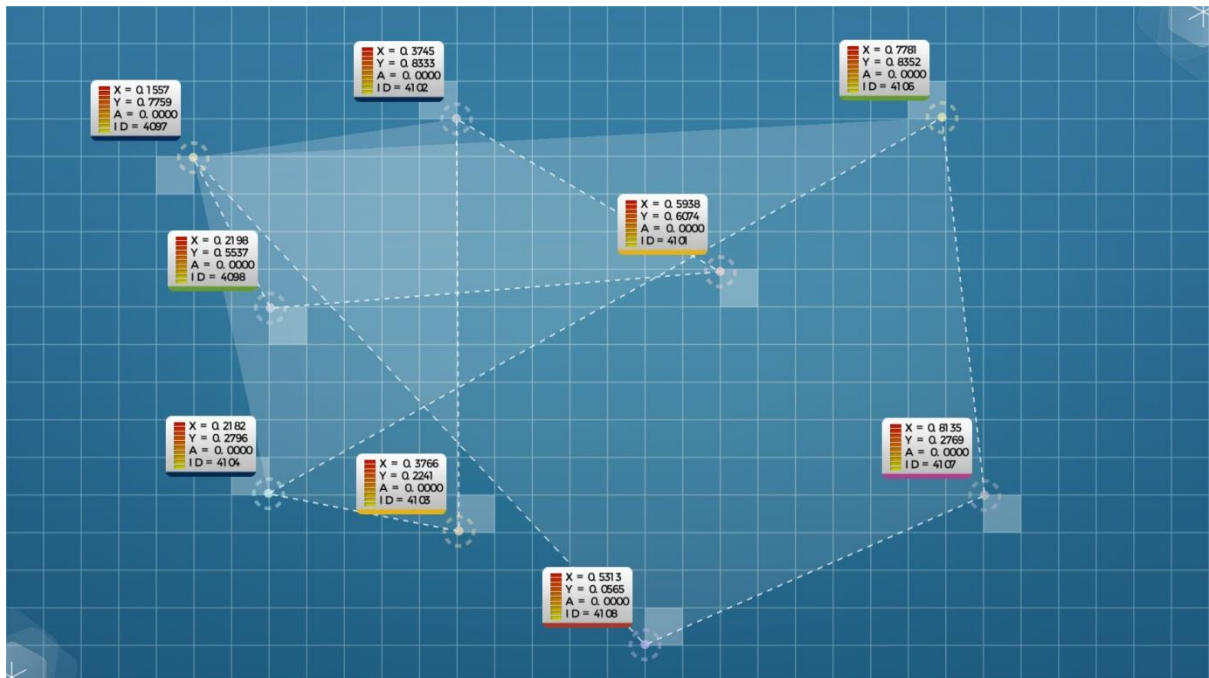 X = 0.3745
Y = 0.8333
A = 0.0000
ID = 4102
X = 0.7781
Y = 0.8352
A = 0.0000
ID = 4106
X = 0.1557
Y = 0.7759
A = 0.0000
ID = 4097
X = 0.5938
Y = 0.6074
A = 0.0000
ID = 4101
X = 0.2198
Y = 0.5537
A = 0.0000
ID = 4098
X = 0.2182
Y = 0.2796
A = 0.0000
ID = 4104
X = 0.8135
Y = 0.2769
A = 0.0000
ID = 4107
X = 0.3766
Y = 0.2241
A = 0.0000
ID = 4103
X = 0.5313
Y = 0.0565
A = 0.0000
ID = 4108